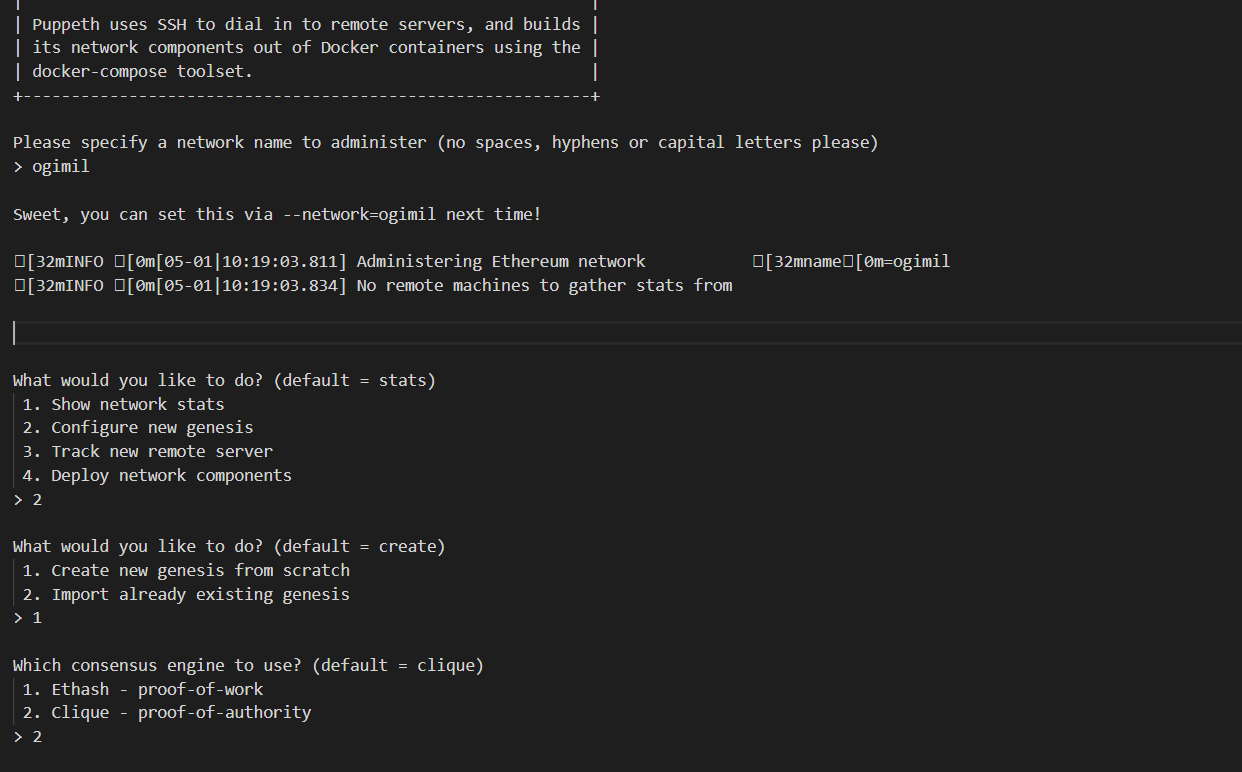 | Puppeth uses SSH to dial in to remote servers, and builds |
| its network components out of Docker containers using the |
| docker-compose toolset. |
+-----------------------------------------------------------+
Please specify a network name to administer (no spaces, hyphens or capital letters please)
> ogimil
Sweet, you can set this via --network=ogimil next time!
□[32mINFO □[0m[05-01|10:19:03.811] Administering Ethereum network □[32mname□[0m=ogimil
□[32mINFO □[0m[05-01|10:19:03.834] No remote machines to gather stats from
What would you like to do? (default = stats)
1. Show network stats
2. Configure new genesis
3. Track new remote server
4. Deploy network components
> 2
What would you like to do? (default = create)
1. Create new genesis from scratch
2. Import already existing genesis
> 1
Which consensus engine to use? (default = clique)
1. Ethash - proof-of-work
2. Clique - proof-of-authority
> 2